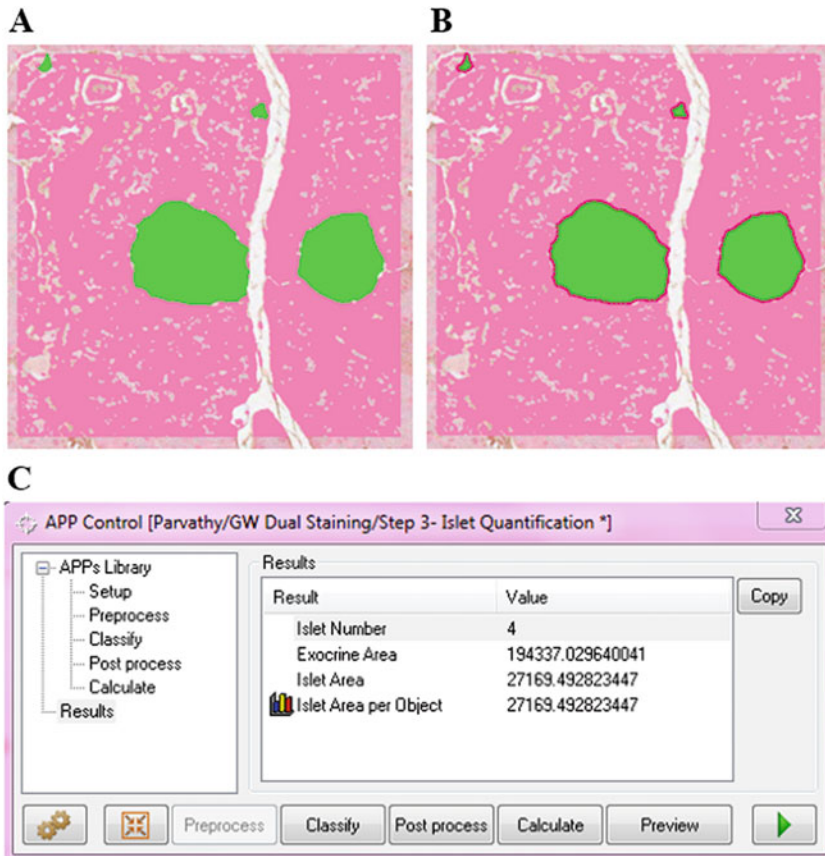 A B
C
APP Control [Parvathy/GW Dual Staining/Step 3- Islet Quantification *]
APPs Library
Setup
Preprocess
Classify
Post process
Calculate
Results
Results
Result Value
Islet Number 4
Exocrine Area 194337.029640041
Islet Area 27169.492823447
Islet Area per Object 27169.492823447
Copy
Preprocess Classify Post process Calculate Preview